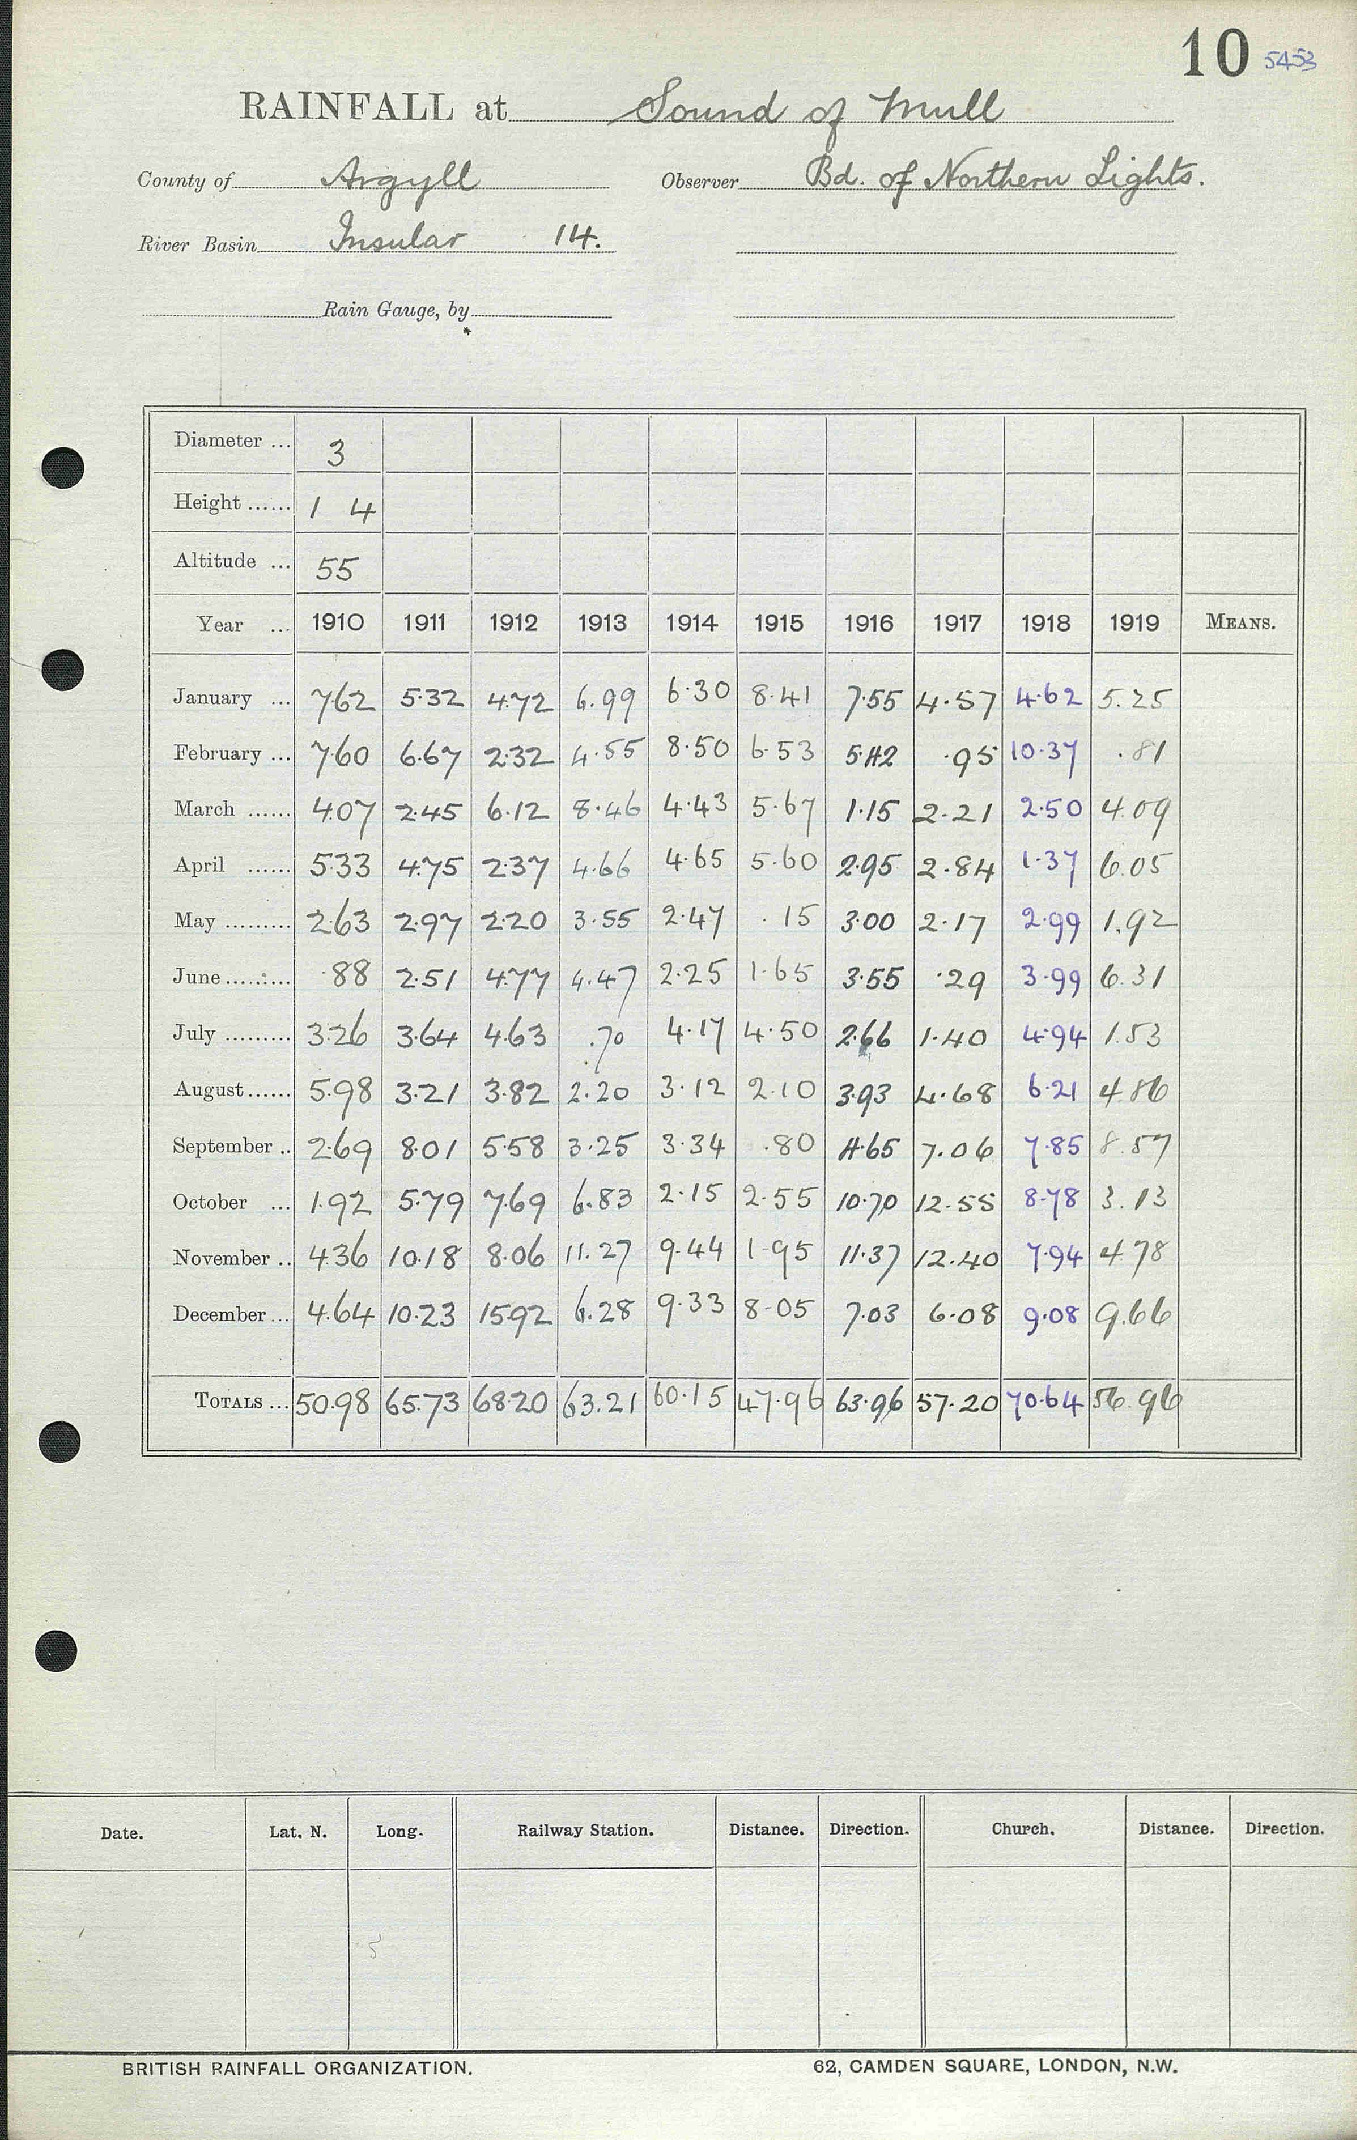 10 5453
RAINFALL at Sound of Mull
County of Argyll Observer Bd. of Northern Lights.
River Basin Insular 14.
Rain Gauge, by
Diameter ... 3
Height ...... 1 4
Altitude ... 55
Year ... 1910 1911 1912 1913 1914 1915 1916 1917 1918 1919 MEANS.
January ... 7.62 5.32 4.72 6.99 6.30 8.41 7.55 4.57 4.62 5.25
February ... 7.60 6.67 2.32 4.55 8.50 6.53 5.42 .95 10.37 .81
March ...... 4.07 2.45 6.12 8.46 4.43 5.67 1.15 2.21 2.50 4.09
April ...... 5.33 4.75 2.37 4.66 4.65 5.60 2.95 2.84 1.37 6.05
May ......... 2.63 2.97 2.20 3.55 2.47 .15 3.00 2.17 2.99 1.92
June ......... .88 2.51 4.77 4.47 2.25 1.65 3.55 .29 3.99 6.31
July ......... 3.26 3.64 4.63 .70 4.17 4.50 2.66 1.40 4.94 1.53
August ...... 5.98 3.21 3.82 2.20 3.12 2.10 3.93 4.68 6.21 4.86
September .. 2.69 8.01 5.58 3.25 3.34 .80 4.65 7.06 7.85 8.57
October ... 1.92 5.79 7.69 6.83 2.15 2.55 10.70 12.55 8.78 3.13
November .. 4.36 10.18 8.06 11.27 9.44 1.95 11.37 12.40 7.94 4.78
December ... 4.64 10.23 15.92 6.28 9.33 8.05 7.03 6.08 9.08 9.66
TOTALS ... 50.98 65.73 68.20 63.21 60.15 47.96 63.96 57.20 70.64 56.96
Date. Lat. N. Long. Railway Station. Distance. Direction. Church. Distance. Direction.
5
BRITISH RAINFALL ORGANIZATION. 62, CAMDEN SQUARE, LONDON, N.W.